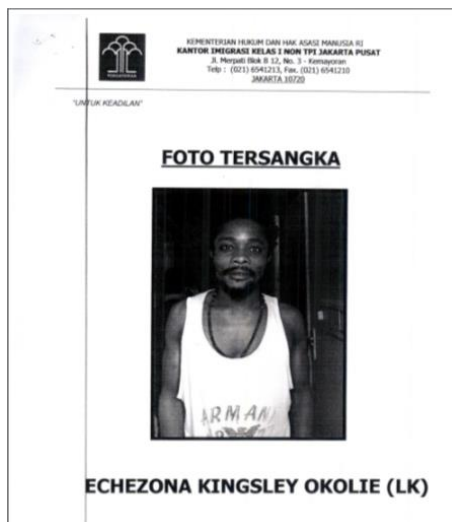 KEMENTERIAN HUKUM DAN HAK ASASI MANUSIA RI
KANTOR IMIGRASI KELAS I NON TPI JAKARTA PUSAT
Jl. Merpati Blok B 12, No. 3 - Kemayoran
Telp : (021) 6541213, Fax. (021) 6541210
JAKARTA 10720
"UNTUK KEADILAN"
FOTO TERSANGKA
ARMANI
ECHEZONA KINGSLEY OKOLIE (LK)